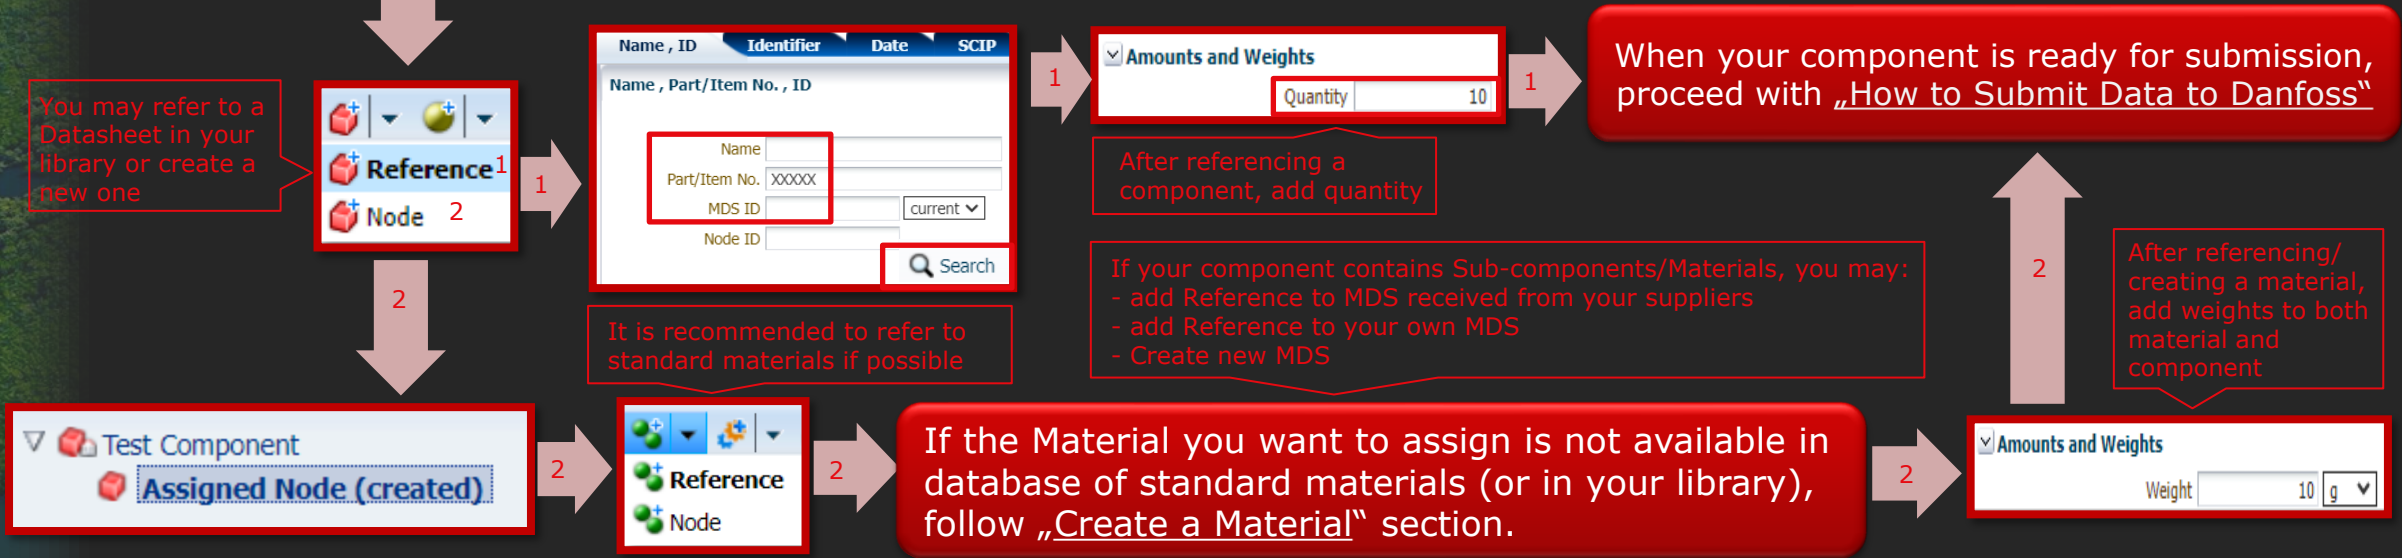 You may refer to a
Datasheet in your
library or create a
new one
Reference 1
Node 2
1
Name , ID Identifier Date SCIP
Name , Part/Item No. , ID
Name
Part/Item No. XXXXX
MDS ID current
Node ID
Search
1
Amounts and Weights
Quantity 10
1
When your component is ready for submission,
proceed with „How to Submit Data to Danfoss“
After referencing a
component, add quantity
2
It is recommended to refer to
standard materials if possible
If your component contains Sub-components/Materials, you may:
- add Reference to MDS received from your suppliers
- add Reference to your own MDS
- Create new MDS
2
After referencing/
creating a material,
add weights to both
material and
component
Test Component
Assigned Node (created)
2
Reference
Node
2
If the Material you want to assign is not available in
database of standard materials (or in your library),
follow „Create a Material“ section.
2
Amounts and Weights
Weight 10 g